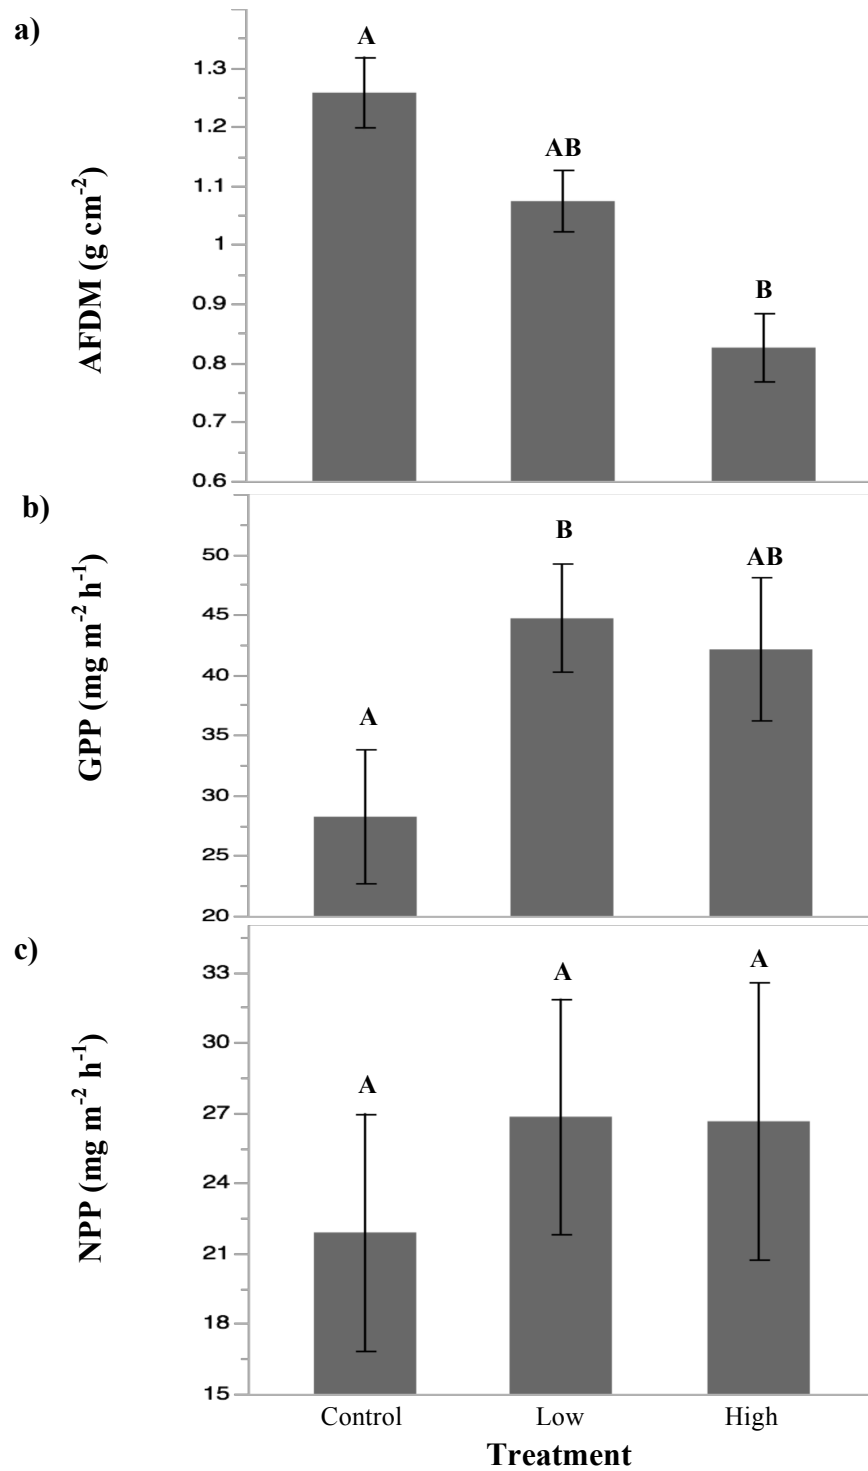 a)
AFDM (g cm⁻²)
1.3
1.2
1.1
1
0.9
0.8
0.7
0.6
A
AB
B
b)
GPP (mg m⁻² h⁻¹)
50
45
40
35
30
25
20
A
B
AB
c)
NPP (mg m⁻² h⁻¹)
33
30
27
24
21
18
15
A
A
A
Control Low High
Treatment